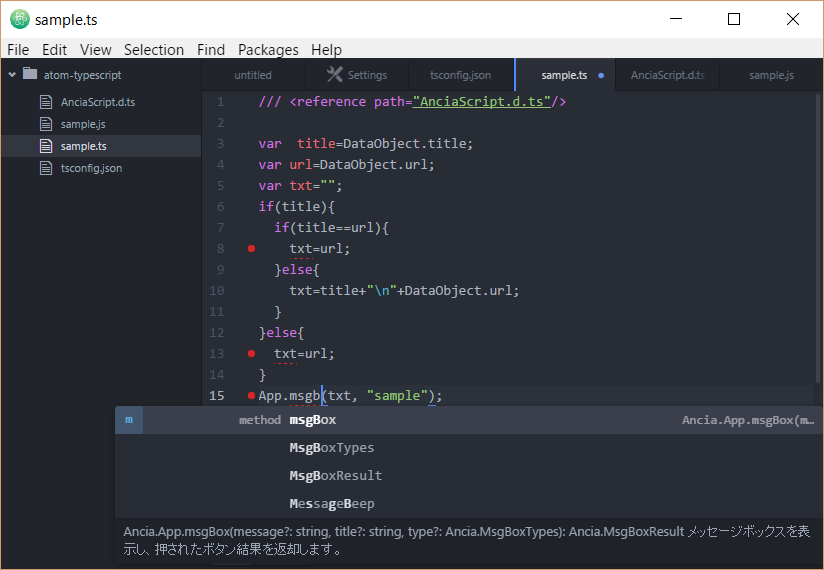 sample.ts
File Edit View Selection Find Packages Help
atom-typescript
AnciaScript.d.ts
sample.js
sample.ts
tsconfig.json
untitled Settings tsconfig.json sample.ts AnciaScript.d.ts sample.js
1 /// <reference path="AnciaScript.d.ts"/>
2
3 var  title=DataObject.title;
4 var url=DataObject.url;
5 var txt="";
6 if(title){
7   if(title==url){
8     txt=url;
9   }else{
10     txt=title+"\n"+DataObject.url;
11   }
12 }else{
13   txt=url;
14 }
15 App.msgb(txt, "sample");
m method msgBox Ancia.App.msgBox(m…
MsgBoxTypes
MsgBoxResult
MessageBeep
Ancia.App.msgBox(message?: string, title?: string, type?: Ancia.MsgBoxTypes): Ancia.MsgBoxResult メッセージボックスを表
示し、押されたボタン結果を返却します。